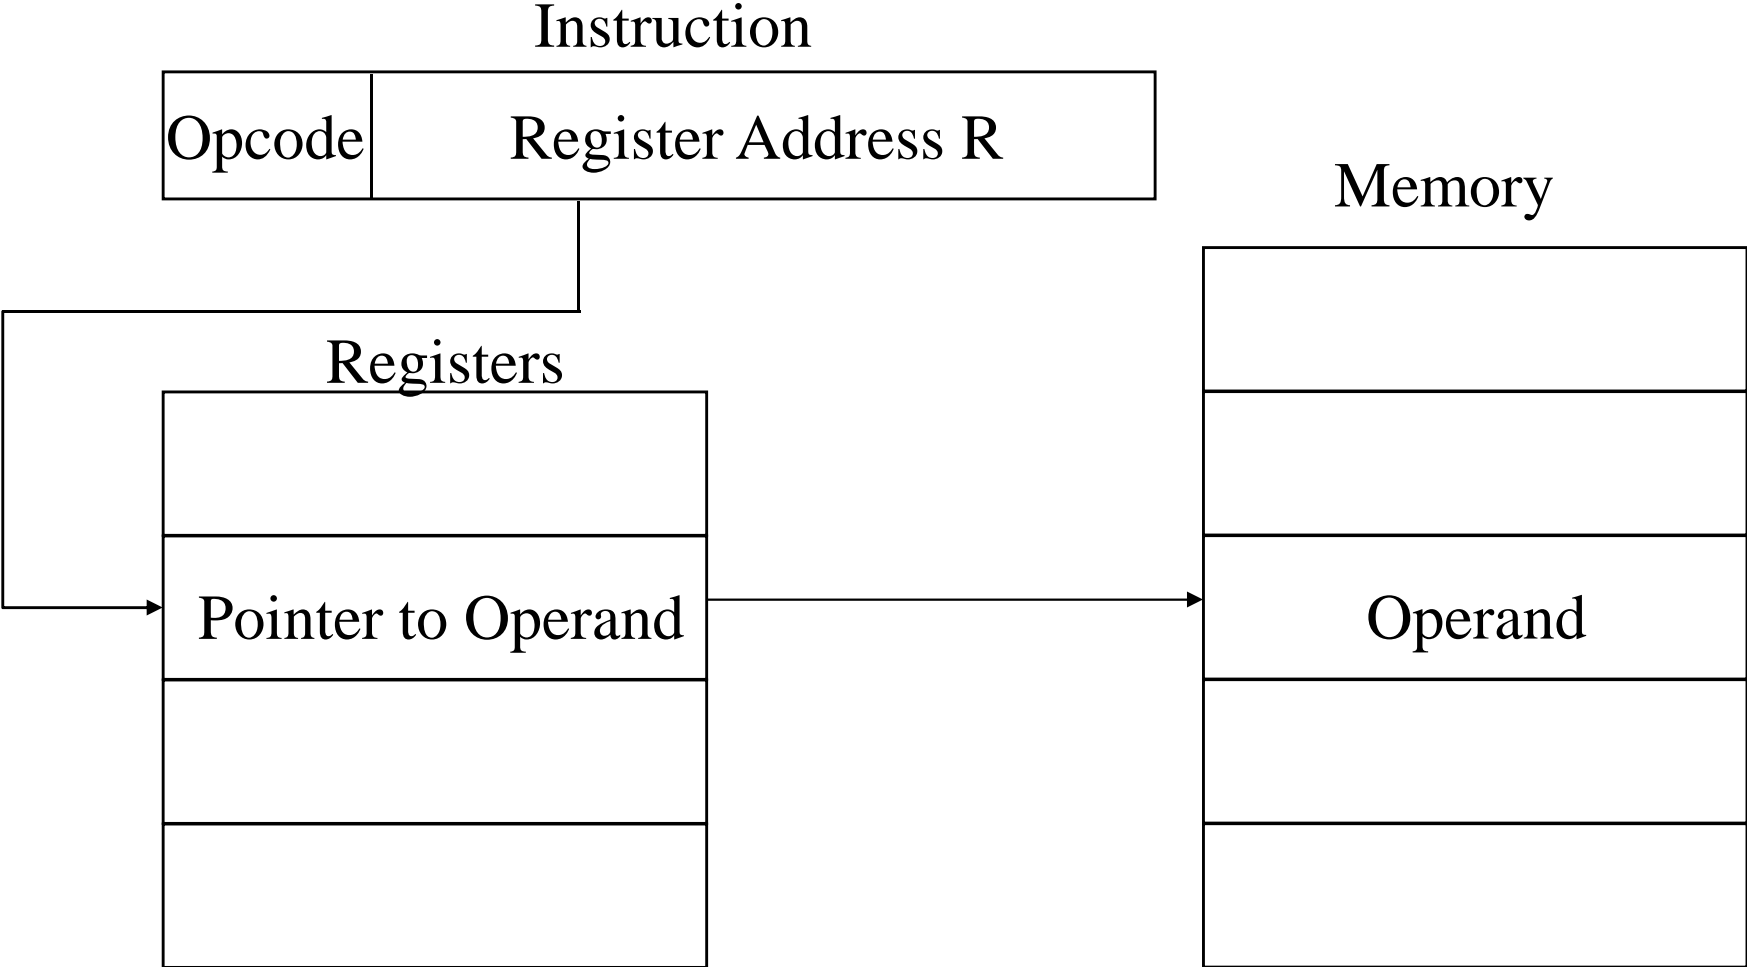 Instruction
Opcode
Register Address R
Memory
Registers
Pointer to Operand
Operand